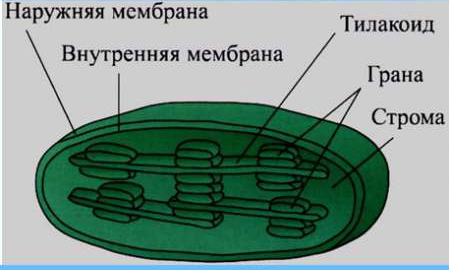 Наружняя мембрана
Внутренняя мембрана
Тилакоид
Грана
Строма